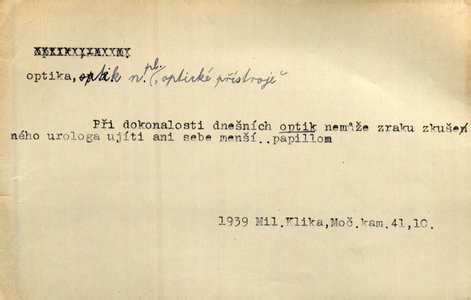 optika, optik n. pl. („optické přístroje“
Při dokonalosti dnešních optik nemůže zraku zkušen
ného urologa ujíti ani sebe menší..papillom
1939 Mil.Klika,Moč.kam.41,10.